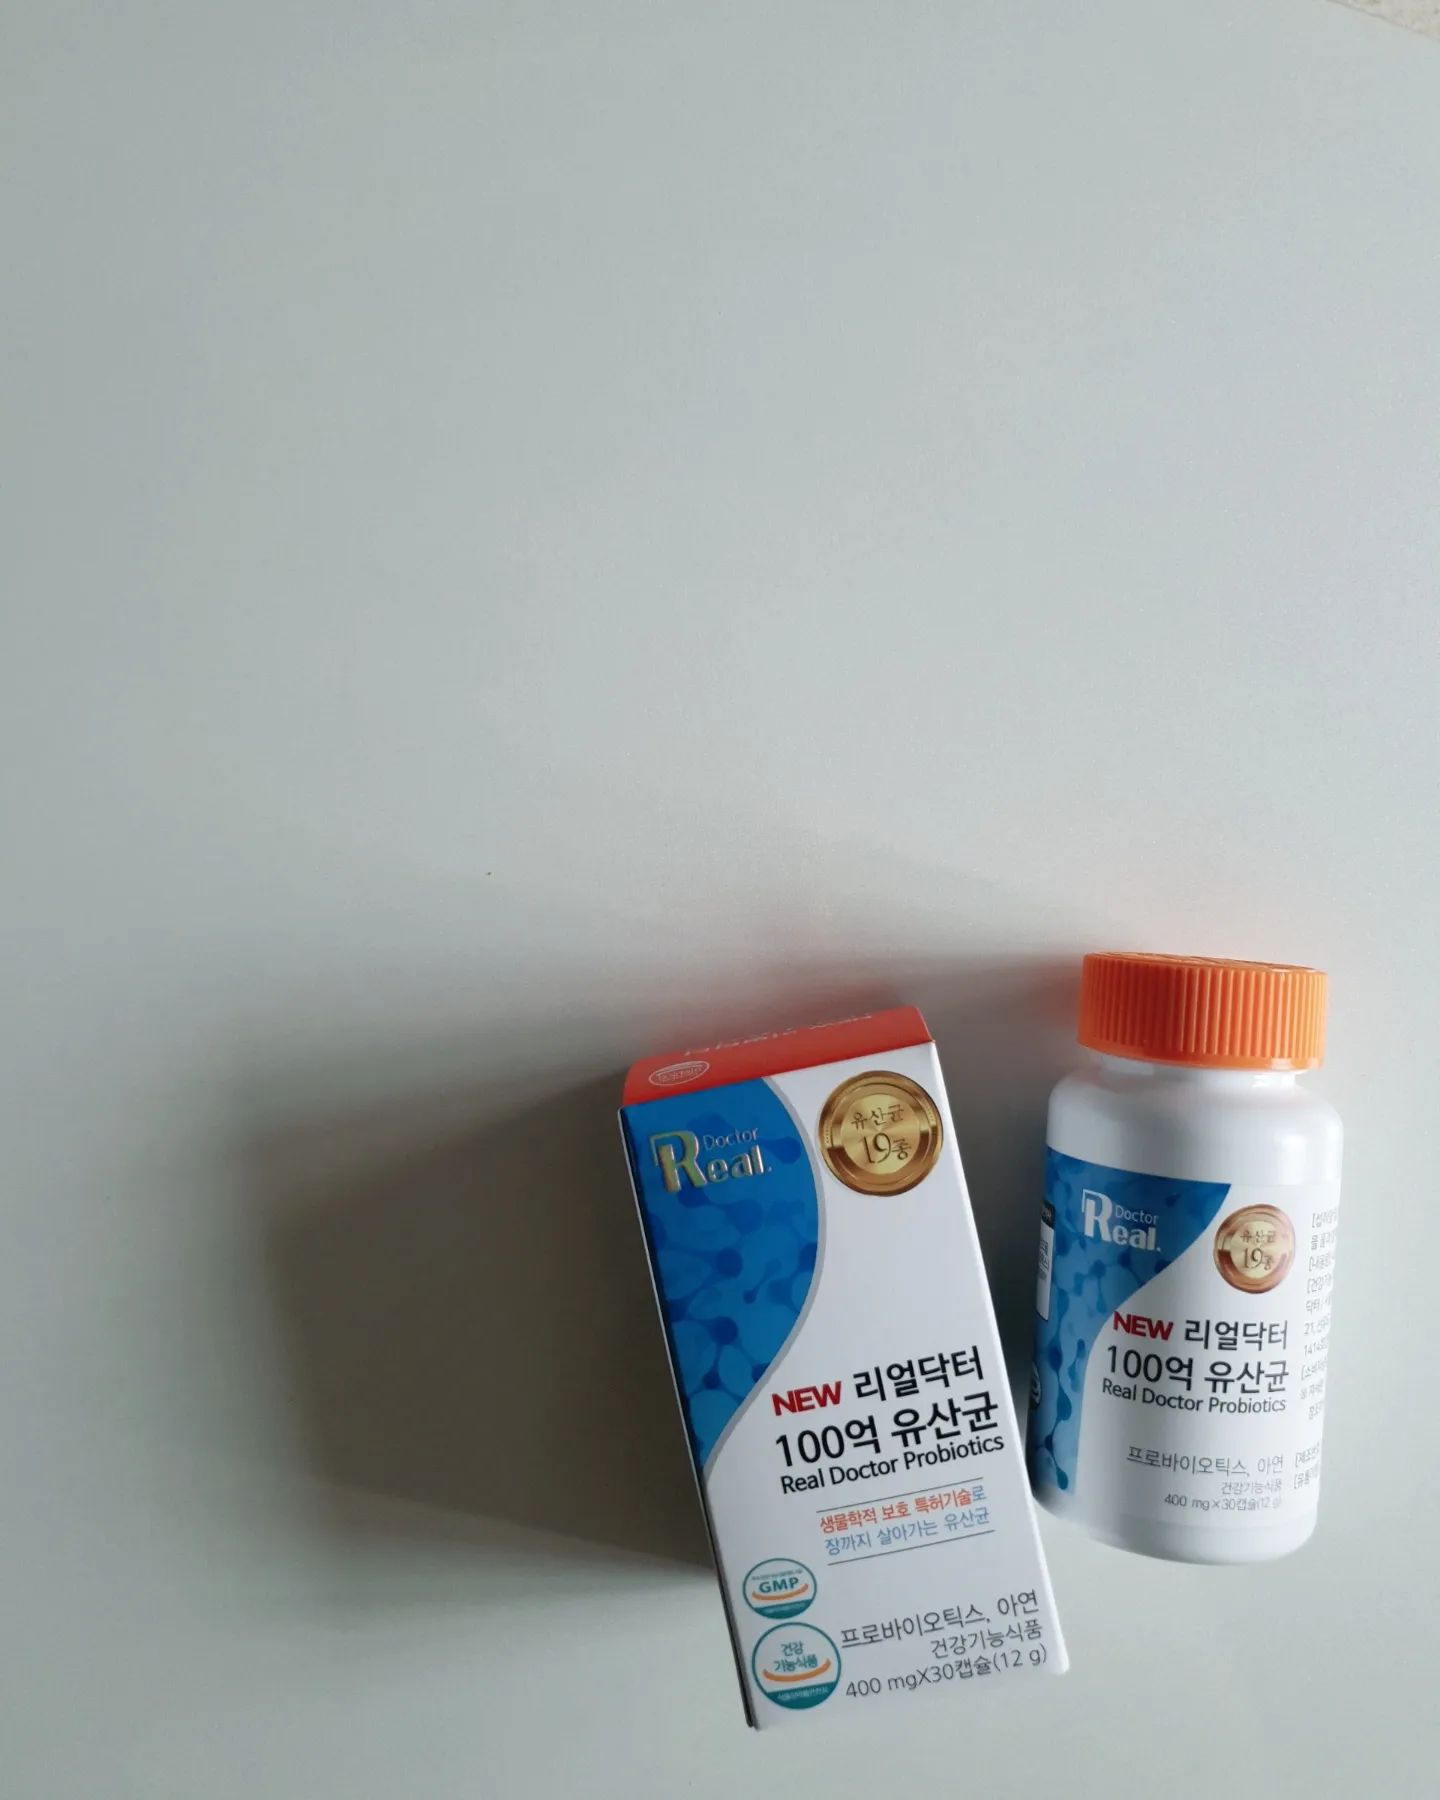 Doctor
Real.
유산균
19종
NEW 리얼닥터
100억 유산균
Real Doctor Probiotics
생물학적 보호 특허기술로
장까지 살아가는 유산균
GMP
건강
기능식품
프로바이오틱스, 아연
건강기능식품
400 mgX30캡슐(12 g)
Doctor
Real.
유산균
19종
NEW 리얼닥터
100억 유산균
Real Doctor Probiotics
프로바이오틱스, 아연
건강기능식품
400 mg×30캡슐(12 g)